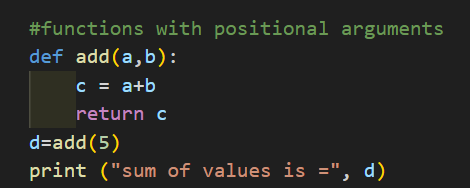 #functions with positional arguments
def add(a,b):
    c = a+b
    return c
d=add(5)
print ("sum of values is =", d)